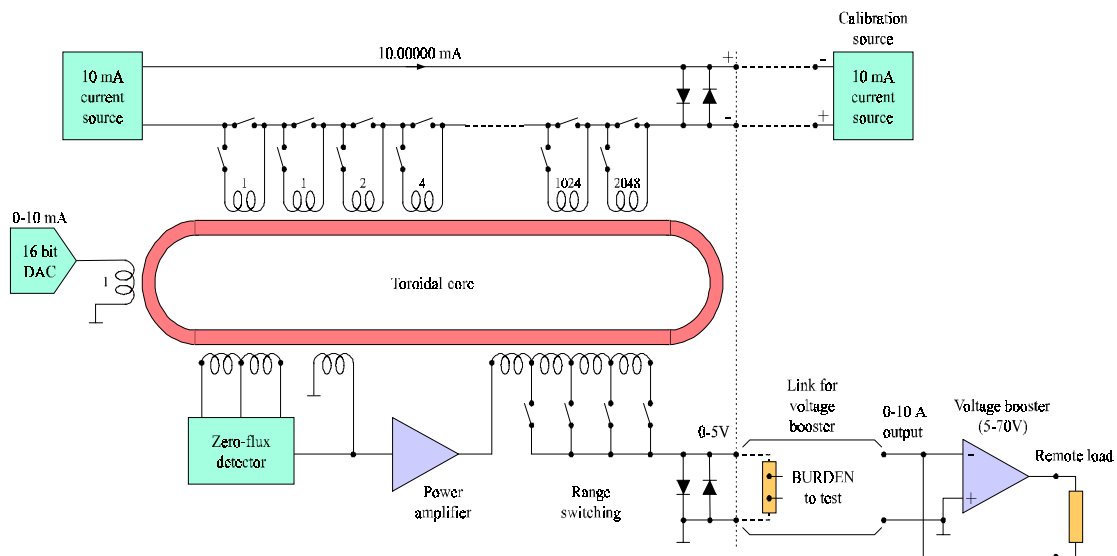 Calibration
source
10.00000 mA
+
-
10 mA
current
source
10 mA
current
source
-
+
1
1
2
4
1024
2048
0-10 mA
16 bit
DAC
1
Toroidal core
Zero-flux
detector
Power
amplifier
Range
switching
0-5V
Link for
voltage
booster
BURDEN
to test
0-10 A
output
Voltage booster
(5-70V)
-
+
Remote load